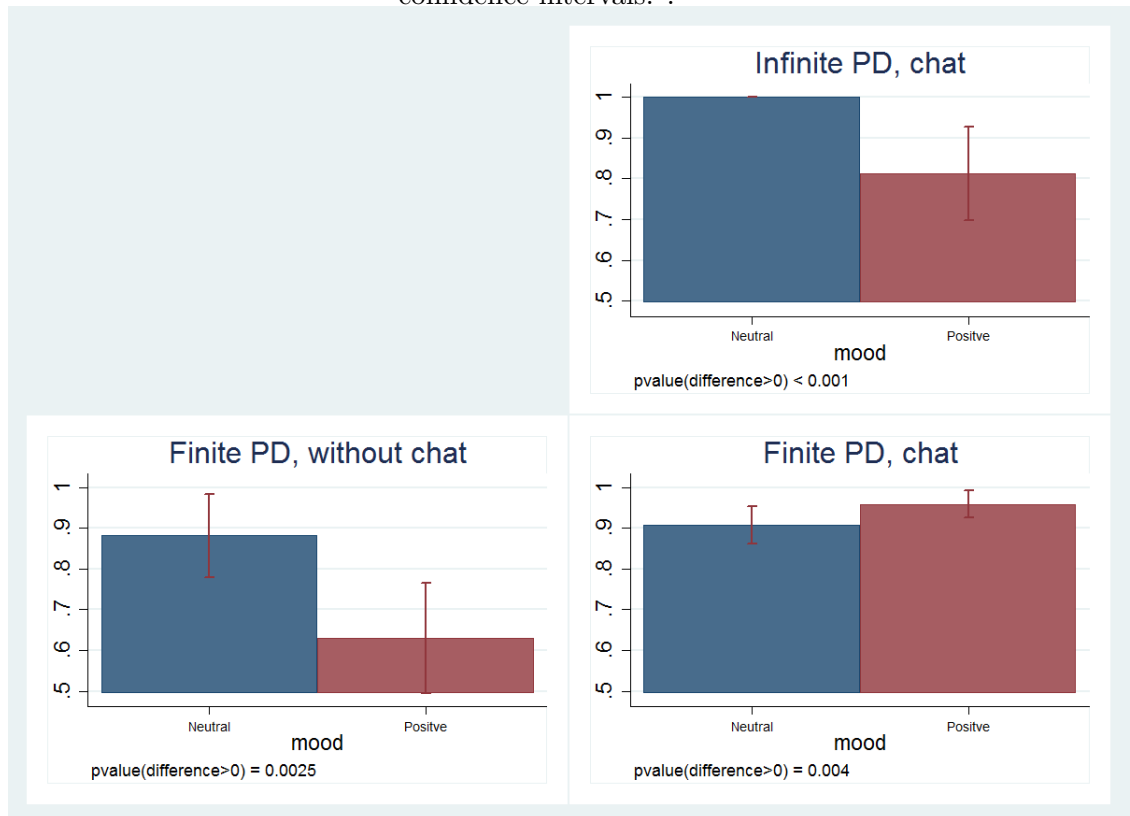 confidence intervals. .
Infinite PD, chat
1
.9
.8
.7
.6
.5
Neutral Positve
mood
pvalue(difference>0) < 0.001
Finite PD, without chat
1
.9
.8
.7
.6
.5
Neutral Positve
mood
pvalue(difference>0) = 0.0025
Finite PD, chat
1
.9
.8
.7
.6
.5
Neutral Positve
mood
pvalue(difference>0) = 0.004